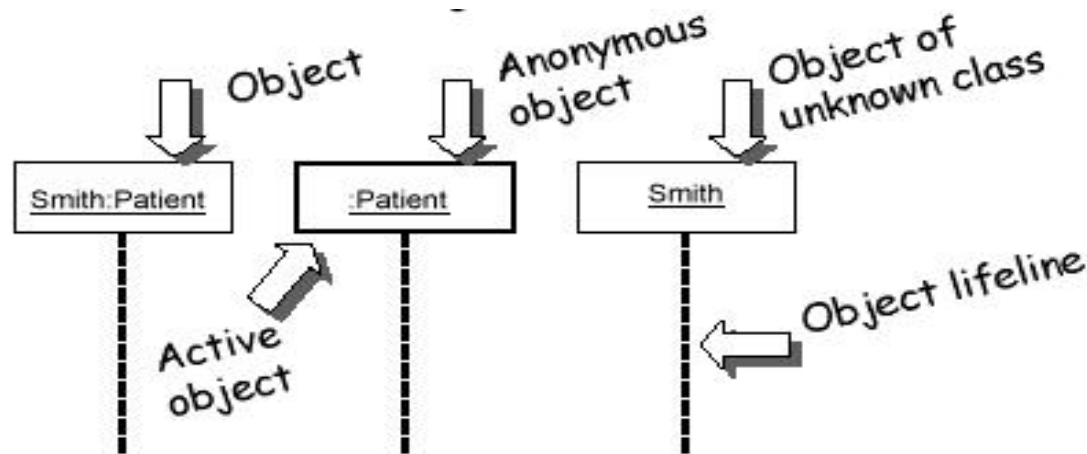 Object
Anonymous
object
Object of
unknown class
Smith:Patient
:Patient
Smith
Active
object
Object lifeline